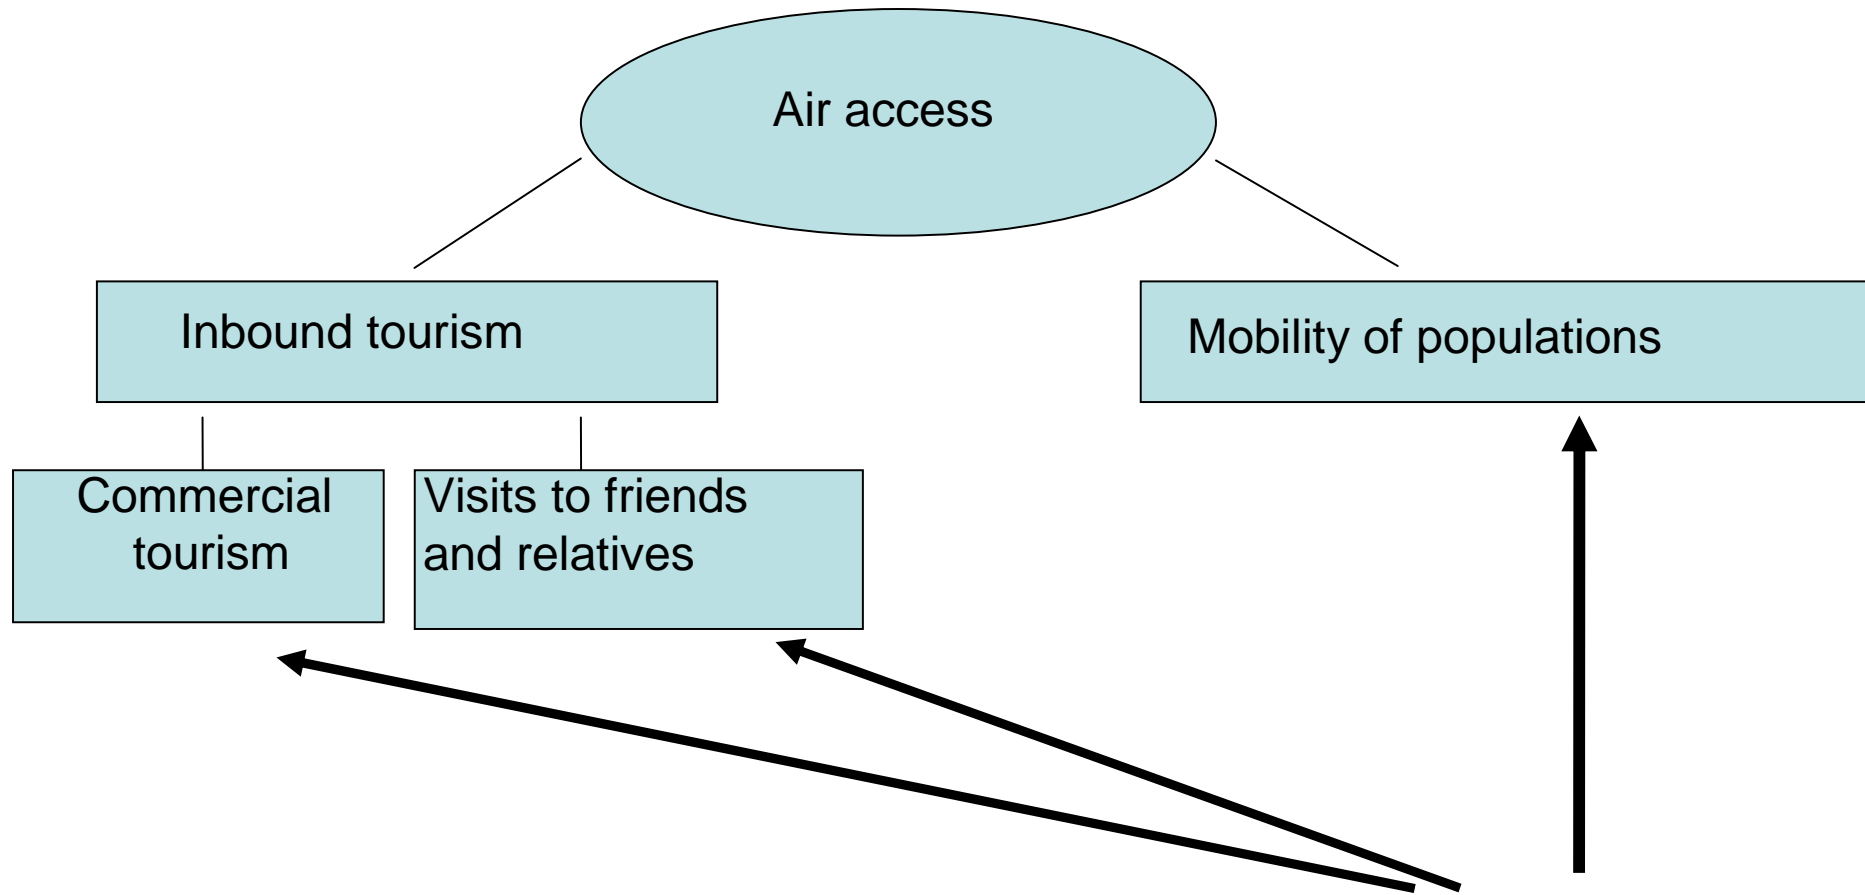 Air access
Inbound tourism
Mobility of populations
Commercial
tourism
Visits to friends
and relatives